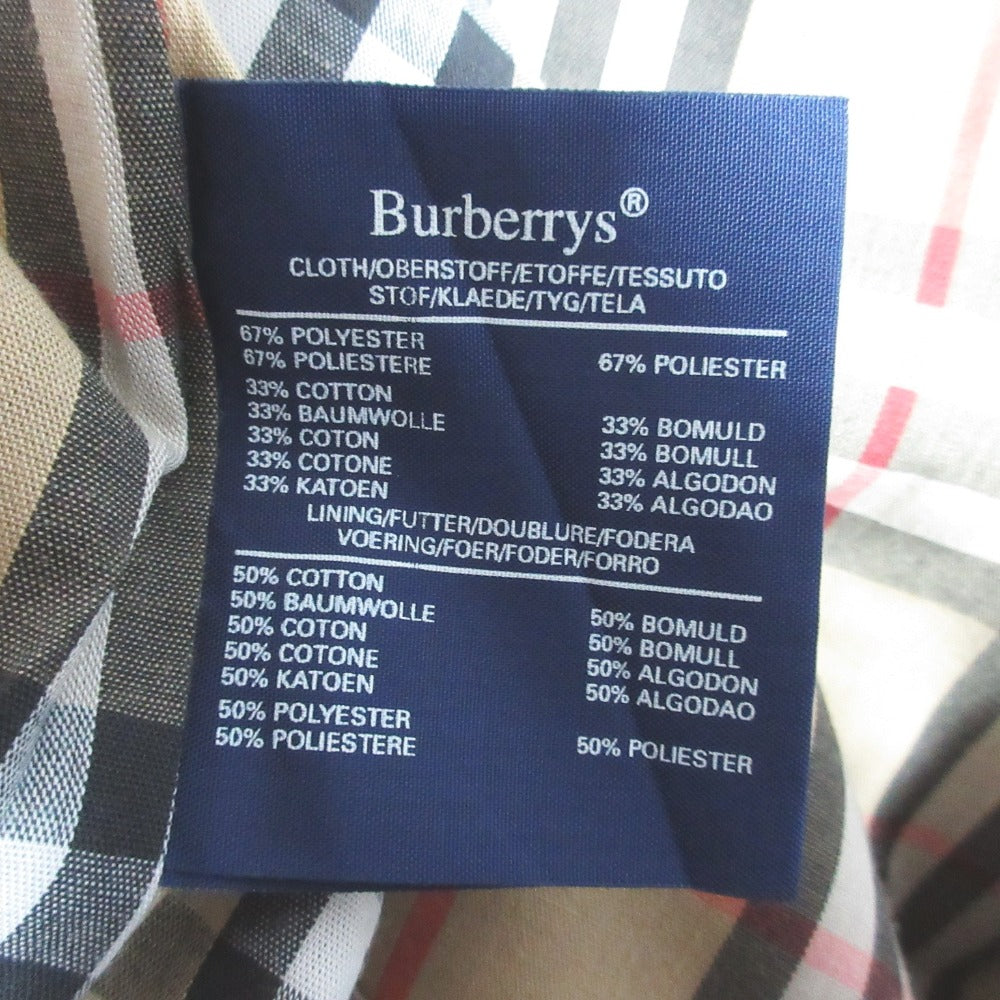 Burberrys®
CLOTH/OBERSTOFF/ETOFFE/TESSUTO
STOF/KLAEDE/TYG/TELA
67% POLYESTER
67% POLIESTERE
67% POLIESTER
33% COTTON
33% BAUMWOLLE
33% COTON
33% COTONE
33% KATOEN
33% BOMULD
33% BOMULL
33% ALGODON
33% ALGODAO
LINING/FUTTER/DOUBLURE/FODERA
VOERING/FOER/FODER/FORRO
50% COTTON
50% BAUMWOLLE
50% COTON
50% COTONE
50% KATOEN
50% BOMULD
50% BOMULL
50% ALGODON
50% ALGODAO
50% POLYESTER
50% POLIESTERE
50% POLIESTER